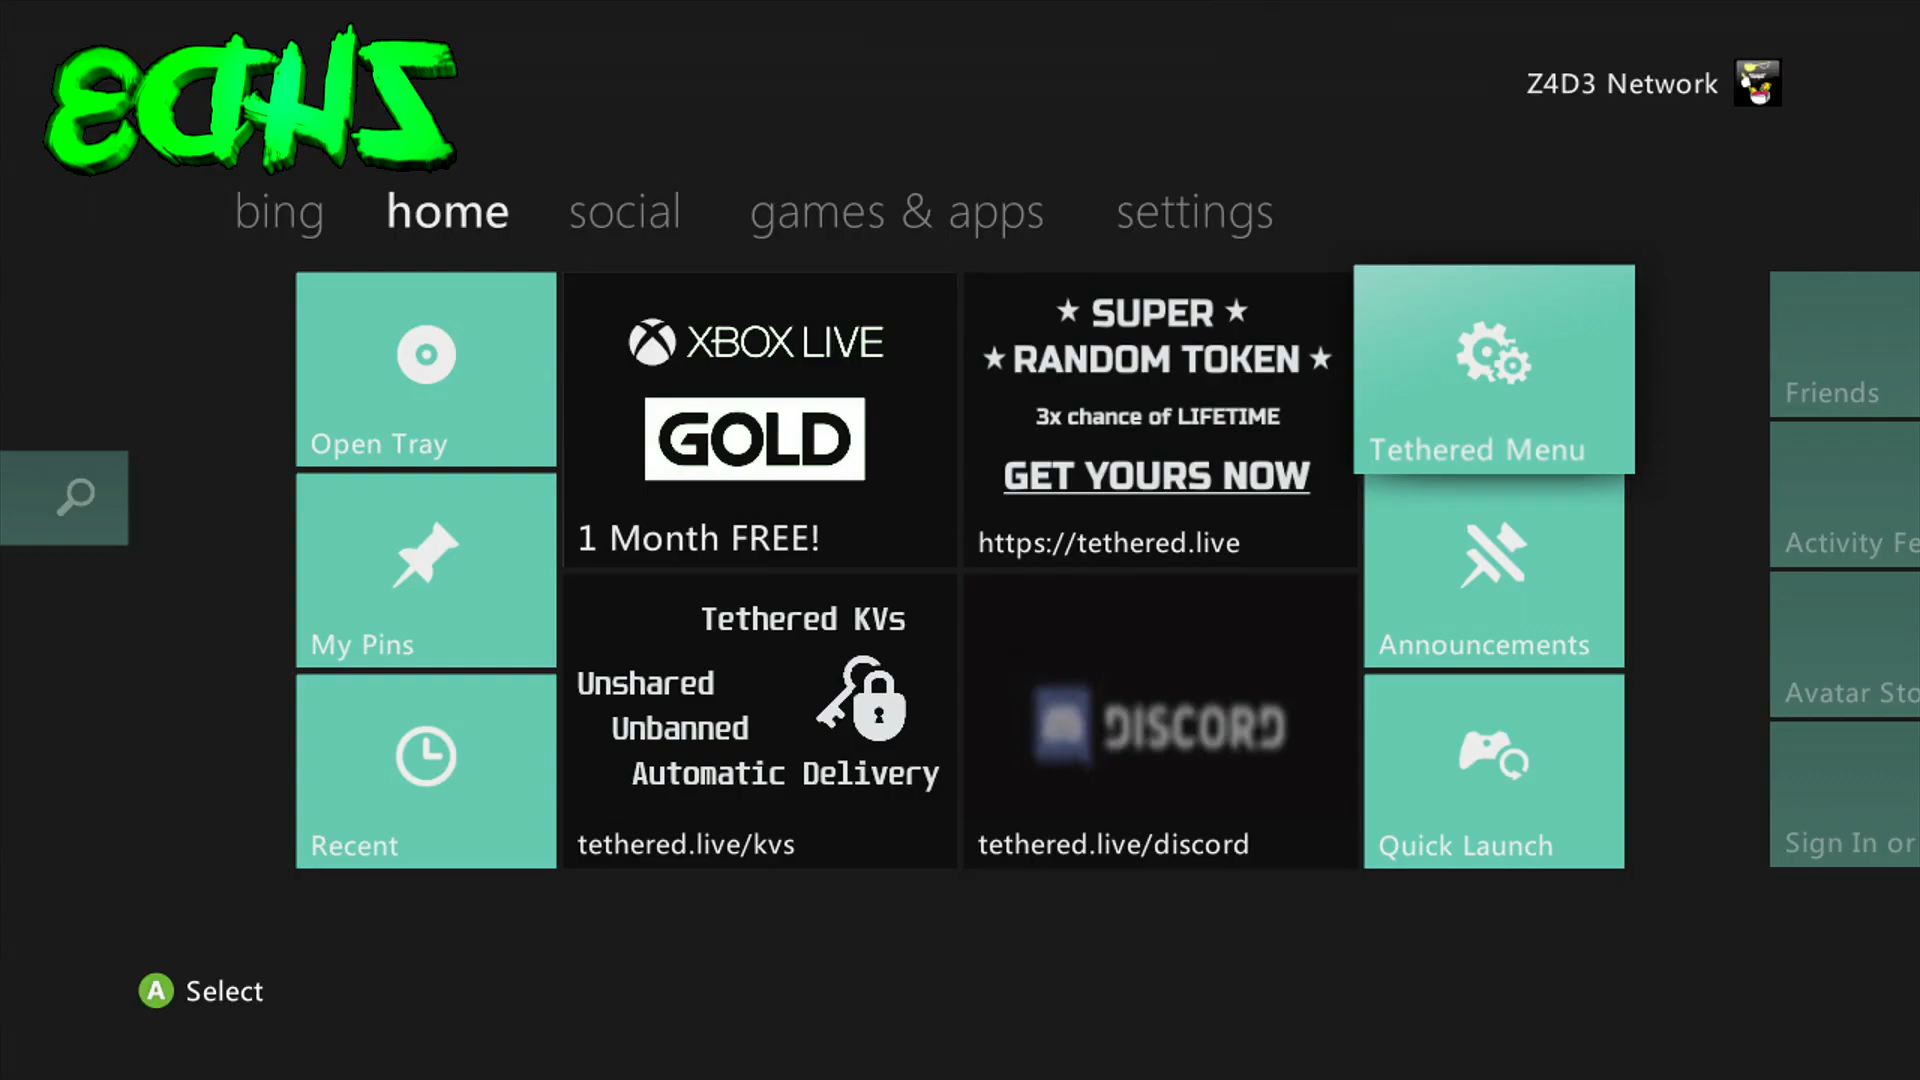 Z4D3 Network
bing home social games & apps settings
Open Tray
My Pins
Recent
XBOX LIVE
GOLD
1 Month FREE!
★ SUPER ★
★ RANDOM TOKEN ★
3x chance of LIFETIME
GET YOURS NOW
https://tethered.live
Tethered KVs
Unshared
Unbanned
Automatic Delivery
tethered.live/kvs
DISCORD
tethered.live/discord
Tethered Menu
Announcements
Quick Launch
Friends
Activity Fe
Avatar Sto
Sign In or
A Select